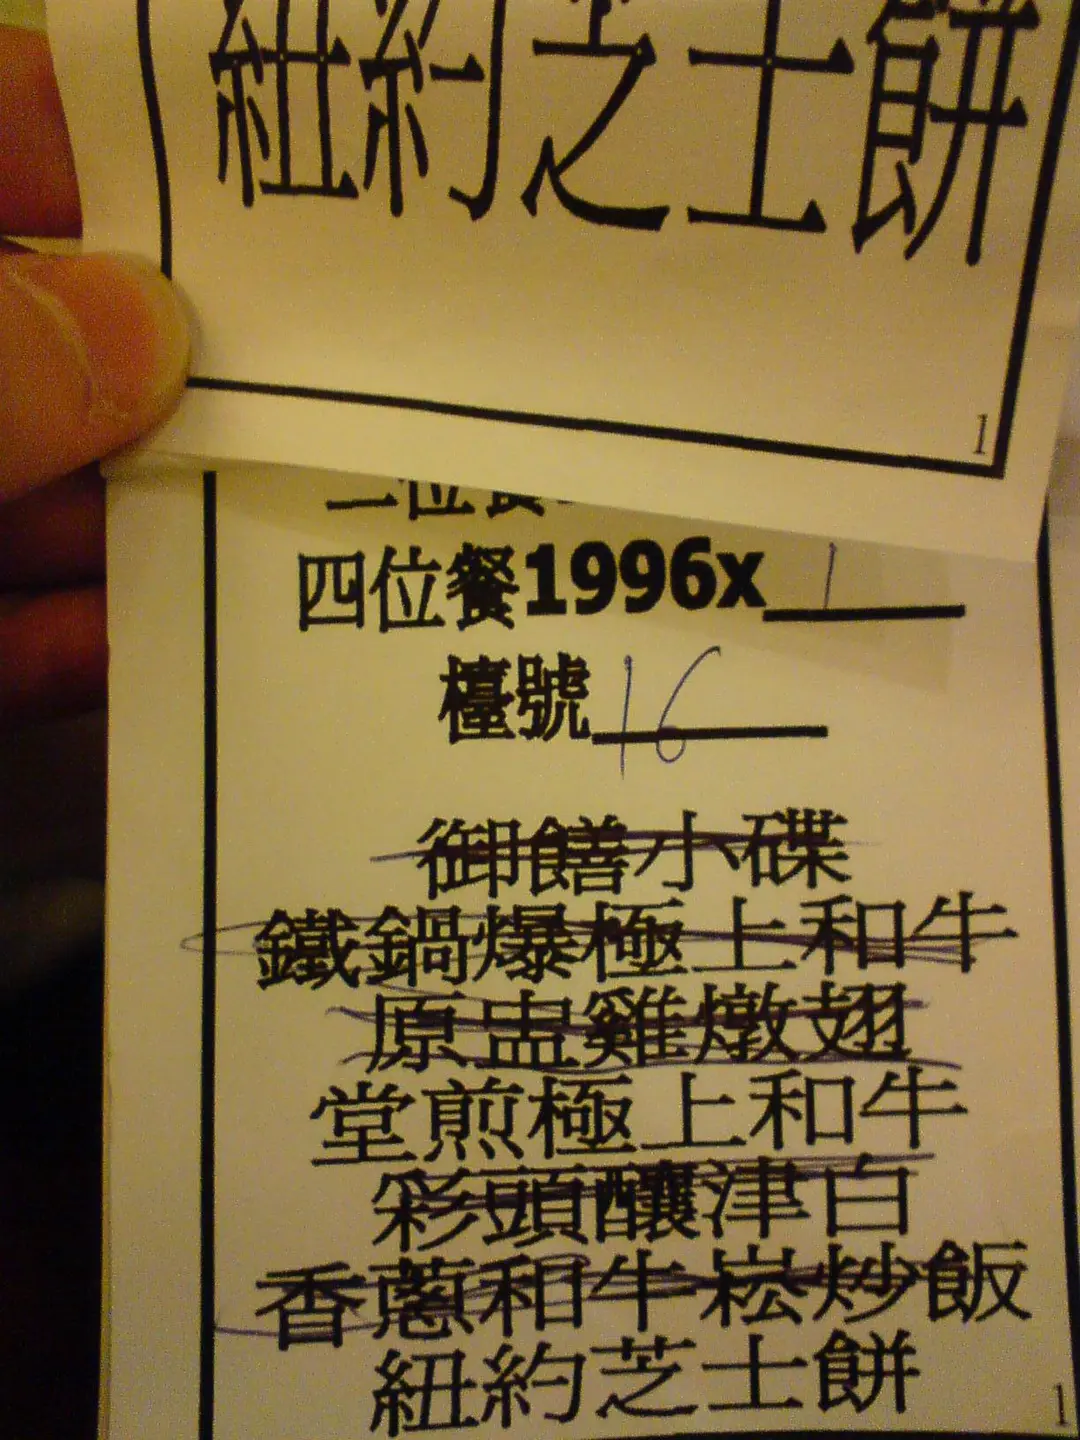 紐約芝士餅
1
四位餐1996x 1
檯號 16
御饍小碟
鐵鍋爆極上和牛
原盅雞燉翅
堂煎極上和牛
彩頭釀津白
香蔥和牛崧炒飯
紐約芝士餅
1